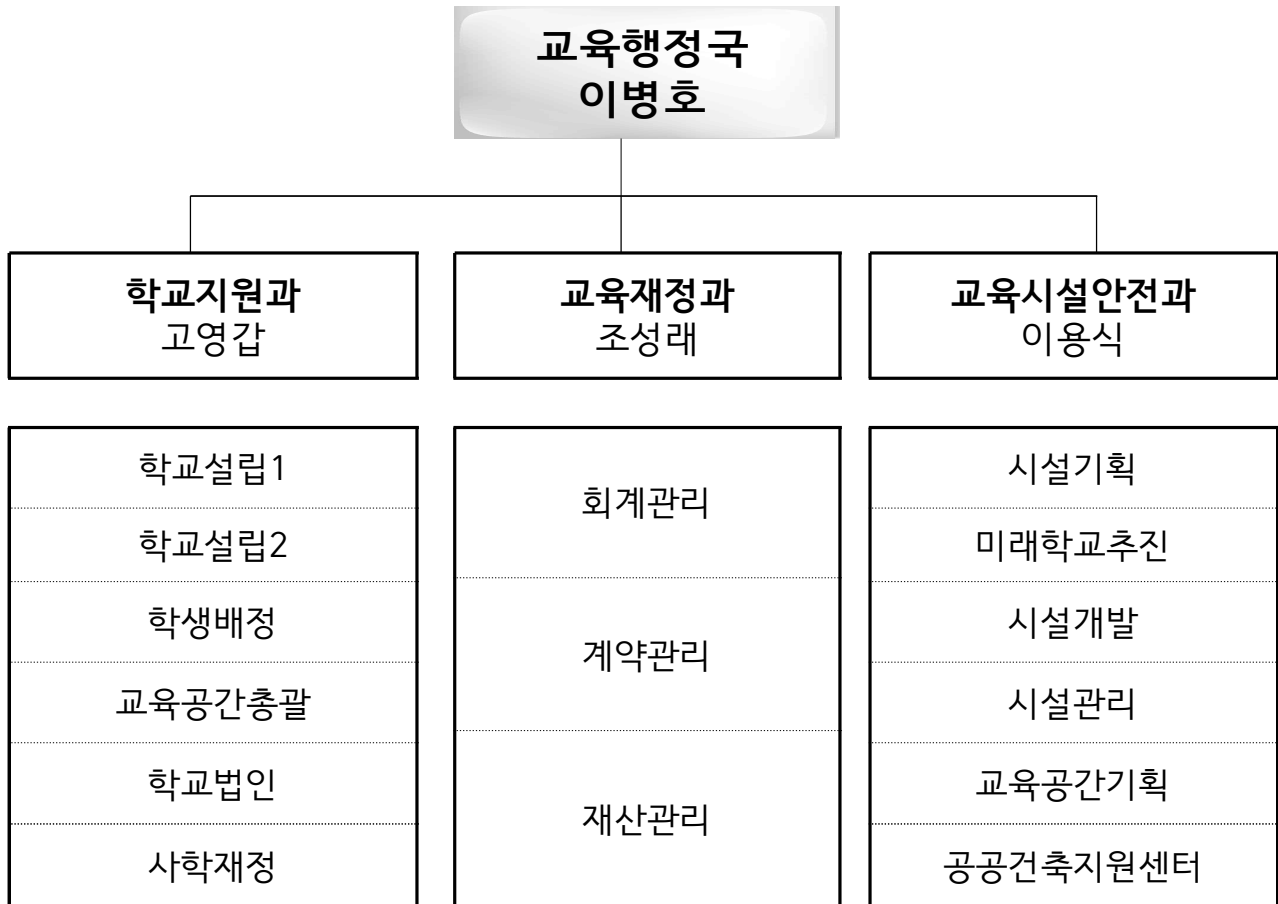 교육행정국
이병호
학교지원과
고영갑
교육재정과
조성래
교육시설안전과
이용식
학교설립1
학교설립2
학생배정
교육공간총괄
학교법인
사학재정
회계관리
계약관리
재산관리
시설기획
미래학교추진
시설개발
시설관리
교육공간기획
공공건축지원센터